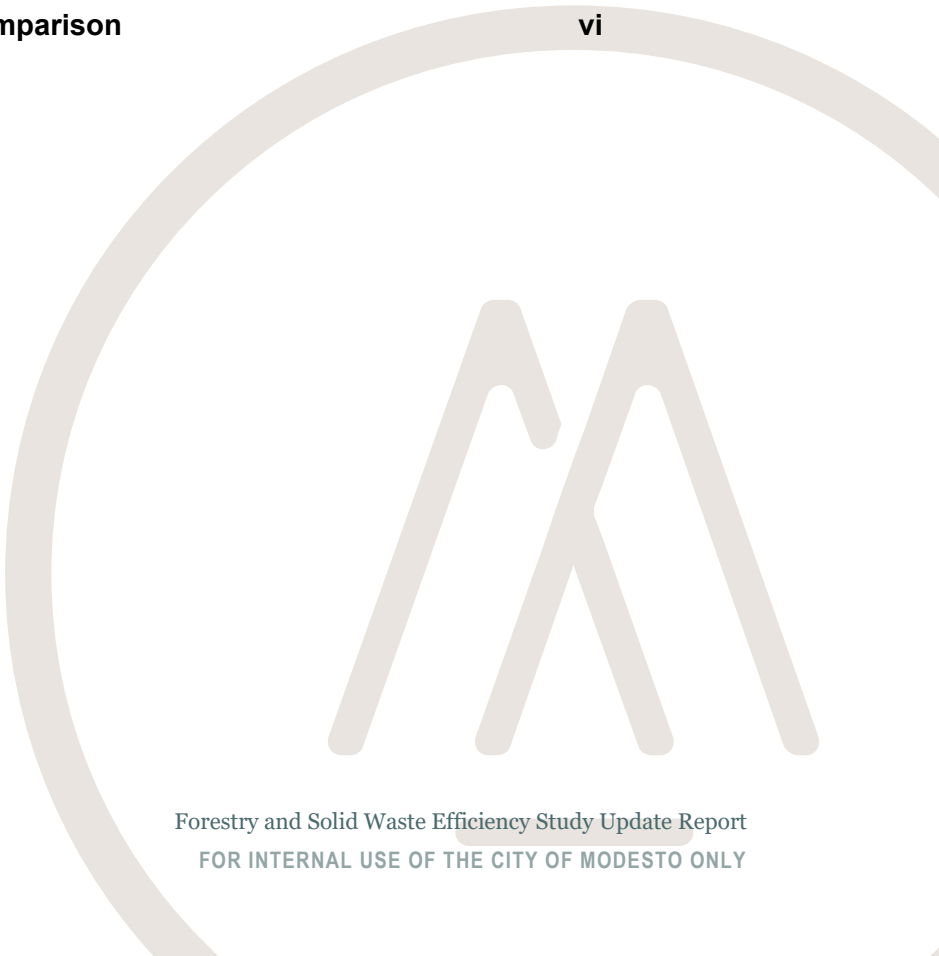 mparison vi
Forestry and Solid Waste Efficiency Study Update Report
FOR INTERNAL USE OF THE CITY OF MODESTO ONLY